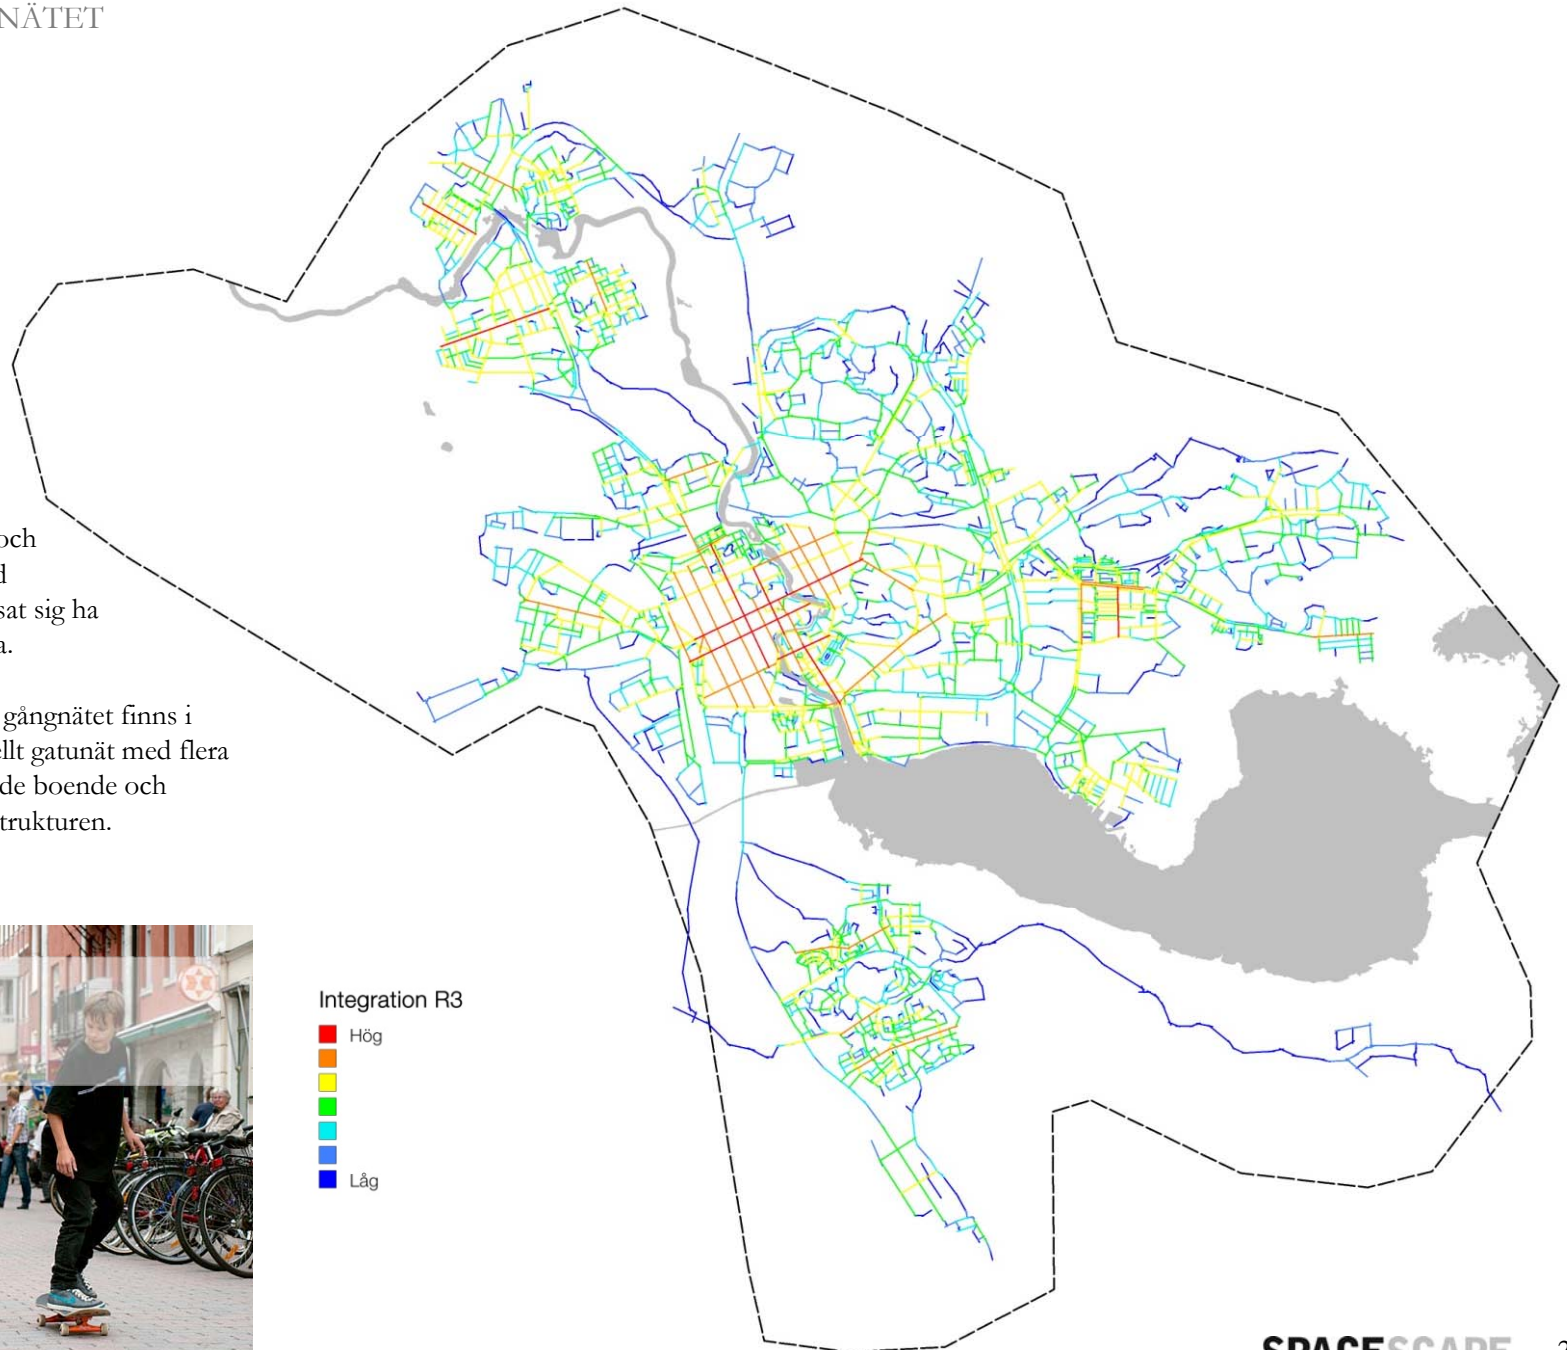 NÄTET
och
d
sat sig ha
a.
gångnätet finns i
ellt gatunät med flera
de boende och
strukturen.
Integration R3
Hög
Låg
SPACESCAPE